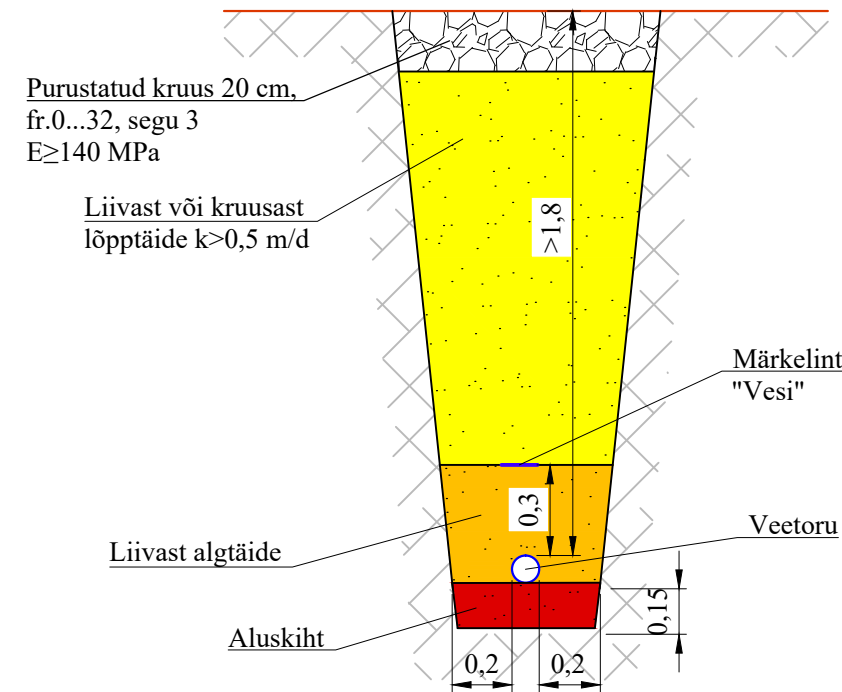 Purustatud kruus 20 cm,
fr.0...32, segu 3
E≥140 MPa
Liivast või kruusast
lõpptäide k>0,5 m/d
>1,8
Märkelint
"Vesi"
0,3
Veetoru
Liivast algtäide
0,15
Aluskiht
0,2
0,2